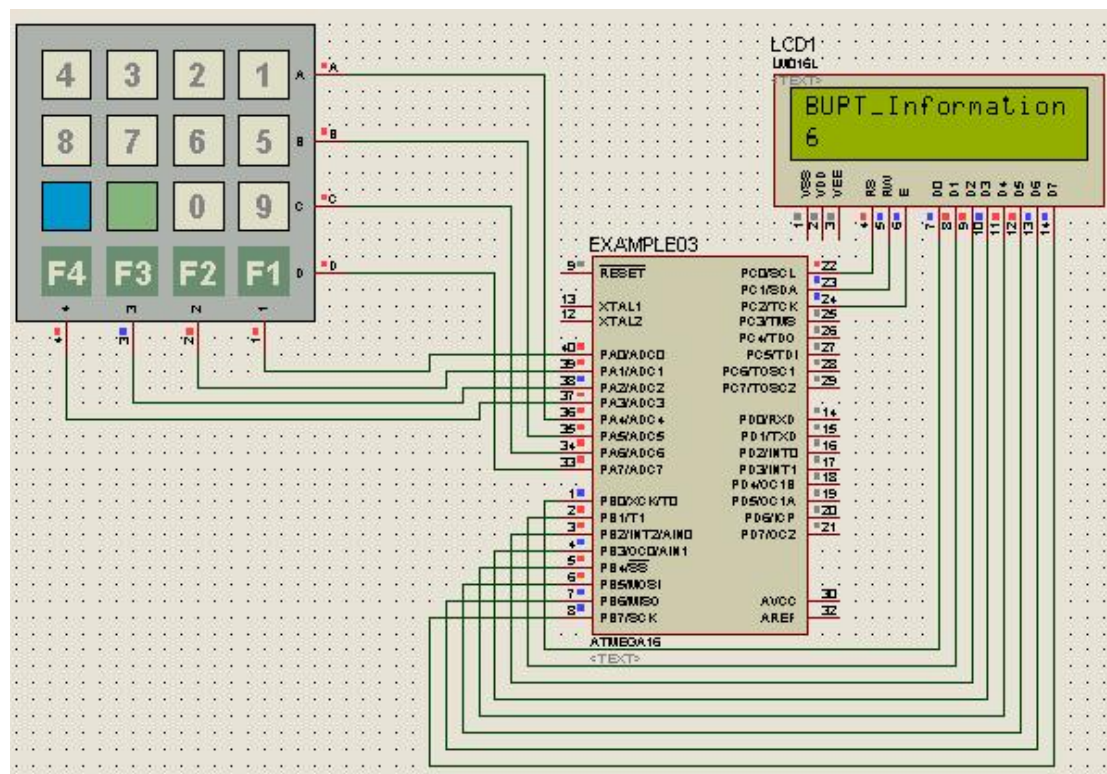 4 3 2 1 A
8 7 6 5 B
0 9 C
F4 F3 F2 F1 D
4 3 2 1
A
B
C
D
4 3 2 1
LCD1
LM016L
<TEXT>
BUPT_Information
6
VSS VDD VEE RS RW E D0 D1 D2 D3 D4 D5 D6 D7
1 2 3 4 5 6 7 8 9 10 11 12 13 14
EXAMPLE03
9 RESET
13 XTAL1
12 XTAL2
40 PA0/ADC0
39 PA1/ADC1
38 PA2/ADC2
37 PA3/ADC3
36 PA4/ADC4
35 PA5/ADC5
34 PA6/ADC6
33 PA7/ADC7
1 PB0/XCK/T0
2 PB1/T1
3 PB2/INT2/AIN0
4 PB3/OC0/AIN1
5 PB4/SS
6 PB5/MOSI
7 PB6/MISO
8 PB7/SCK
PC0/SCL 22
PC1/SDA 23
PC2/TCK 24
PC3/TMS 25
PC4/TDO 26
PC5/TDI 27
PC6/TOSC1 28
PC7/TOSC2 29
PD0/RXD 14
PD1/TXD 15
PD2/INT0 16
PD3/INT1 17
PD4/OC1B 18
PD5/OC1A 19
PD6/ICP 20
PD7/OC2 21
AVCC 30
AREF 32
ATMEGA16
<TEXT>